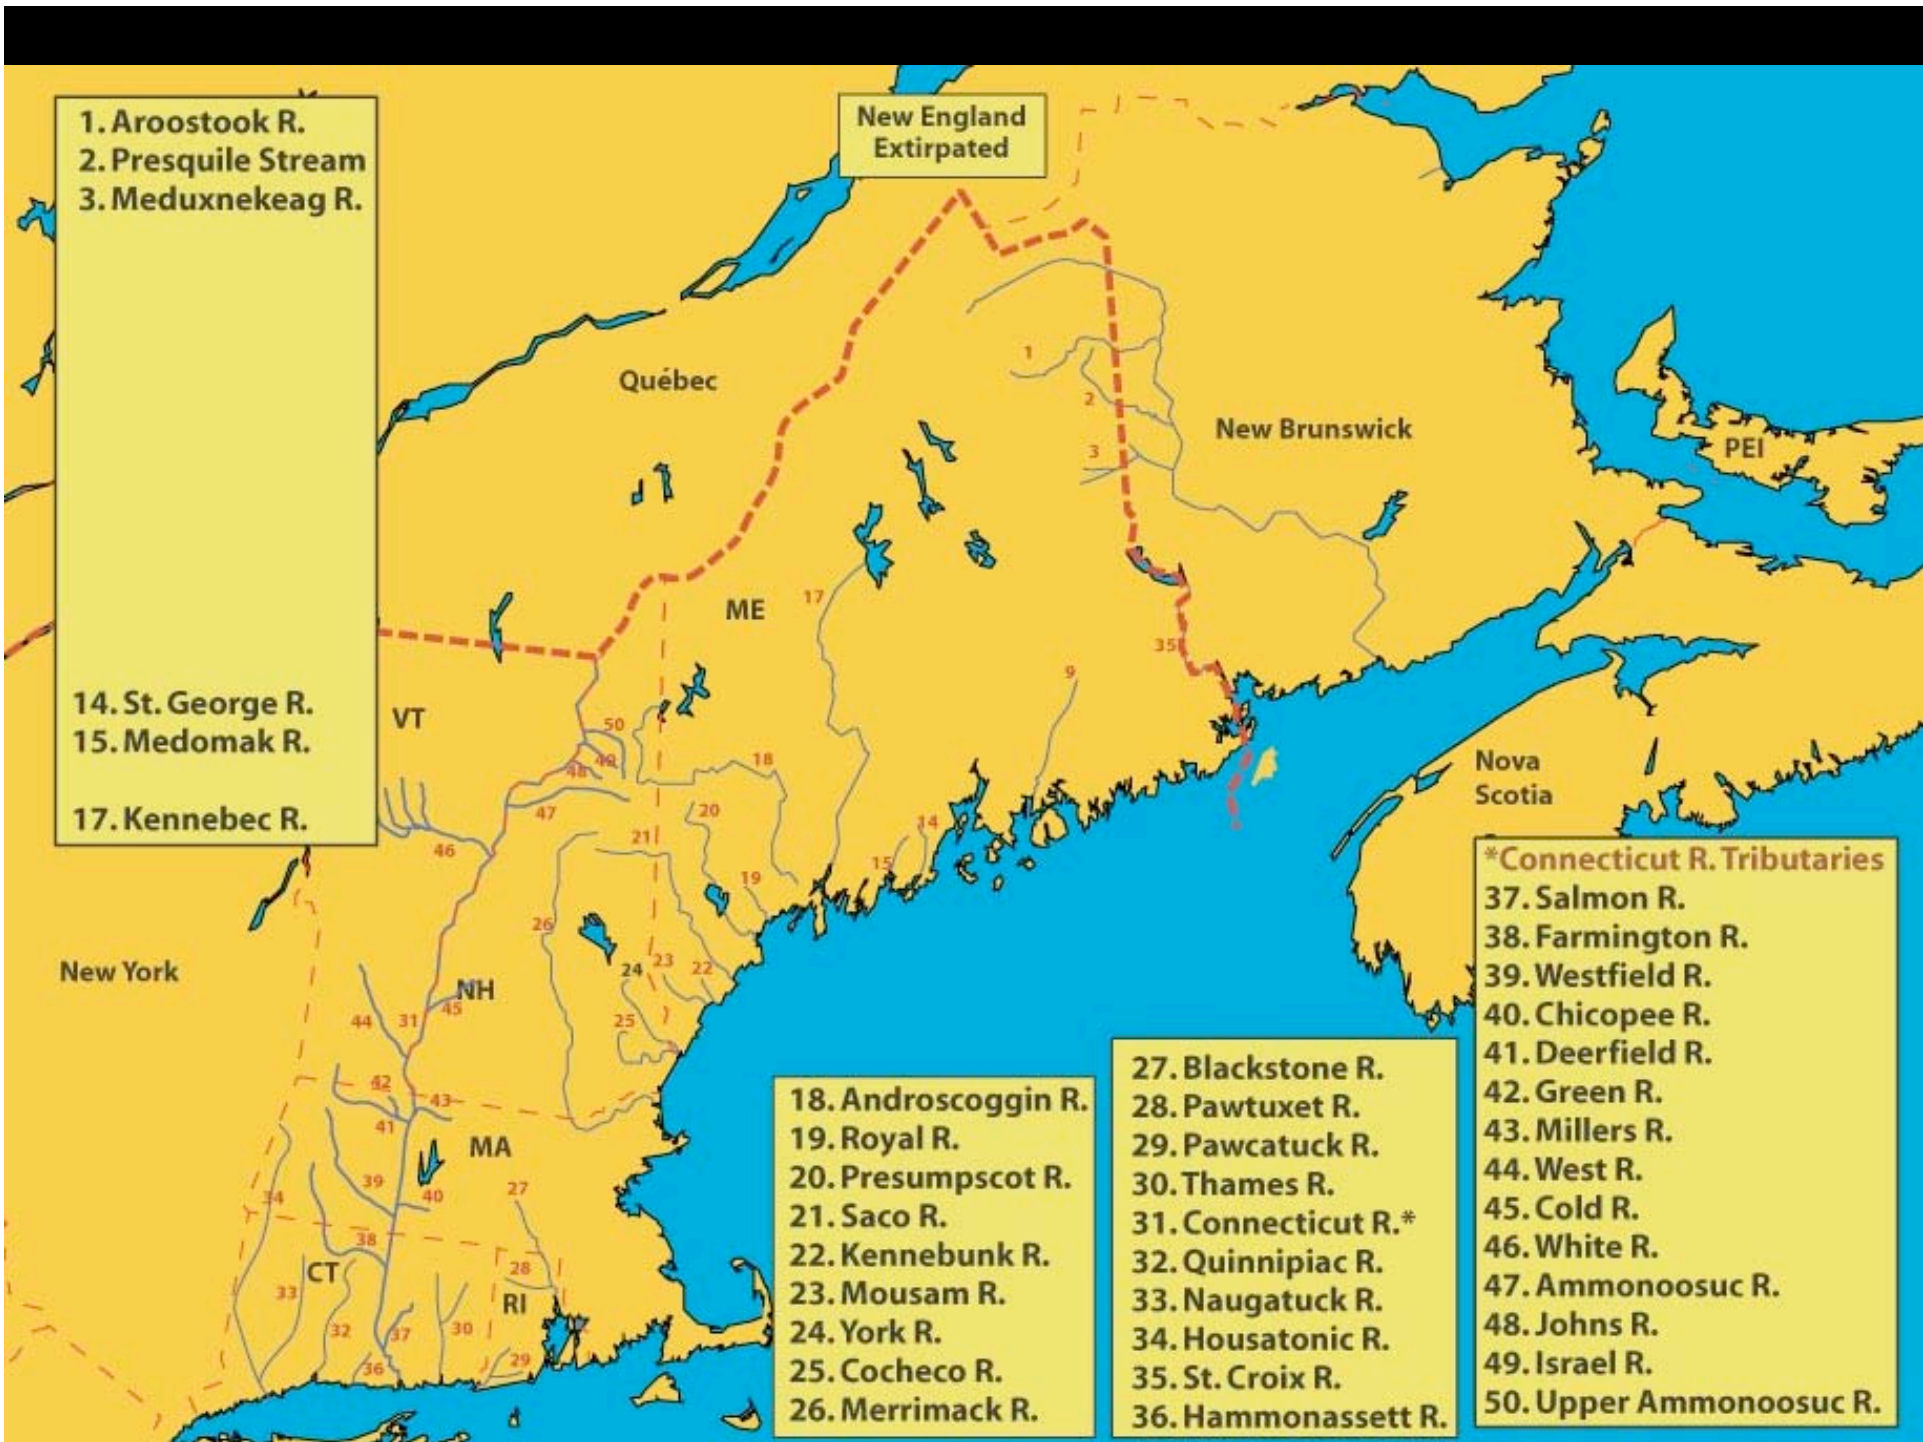 1. Aroostook R.
2. Presquile Stream
3. Meduxnekeag R.
14. St. George R.
15. Medomak R.
17. Kennebec R.
New England
Extirpated
Québec
New Brunswick
PEI
ME
VT
Nova
Scotia
New York
NH
MA
CT
RI
1
2
3
17
35
9
50
49
48
18
47
20
21
14
15
46
19
26
24
23
22
45
44
31
25
42
43
41
39
40
27
34
38
28
33
32
37
30
36
29
18. Androscoggin R.
19. Royal R.
20. Presumpscot R.
21. Saco R.
22. Kennebunk R.
23. Mousam R.
24. York R.
25. Cocheco R.
26. Merrimack R.
27. Blackstone R.
28. Pawtuxet R.
29. Pawcatuck R.
30. Thames R.
31. Connecticut R.*
32. Quinnipiac R.
33. Naugatuck R.
34. Housatonic R.
35. St. Croix R.
36. Hammonassett R.
*Connecticut R. Tributaries
37. Salmon R.
38. Farmington R.
39. Westfield R.
40. Chicopee R.
41. Deerfield R.
42. Green R.
43. Millers R.
44. West R.
45. Cold R.
46. White R.
47. Ammonoosuc R.
48. Johns R.
49. Israel R.
50. Upper Ammonoosuc R.